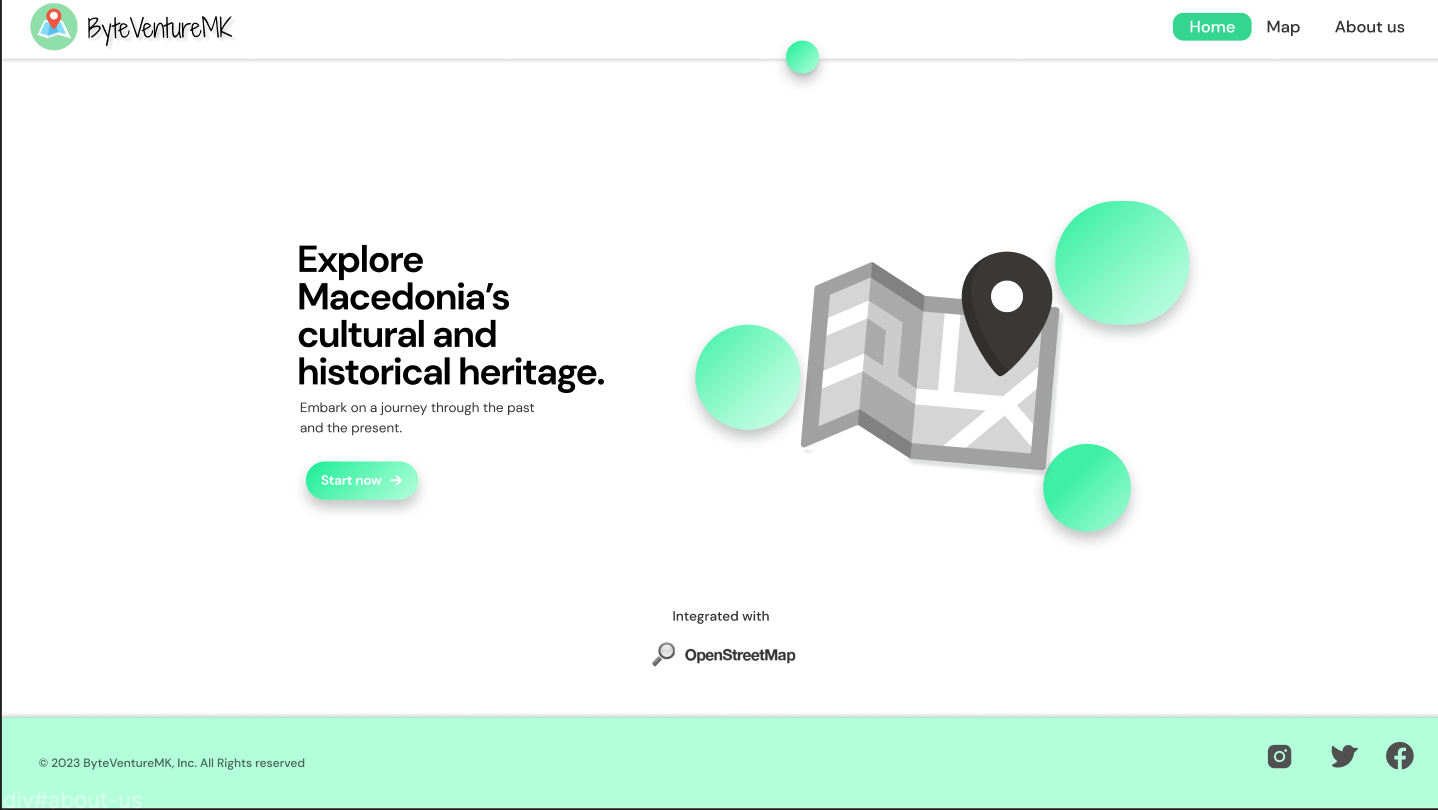 ByteVentureMK
Home
Map
About us
Explore
Macedonia’s
cultural and
historical heritage.
Embark on a journey through the past
and the present.
Start now →
Integrated with
OpenStreetMap
© 2023 ByteVentureMK, Inc. All Rights reserved
div#about-us